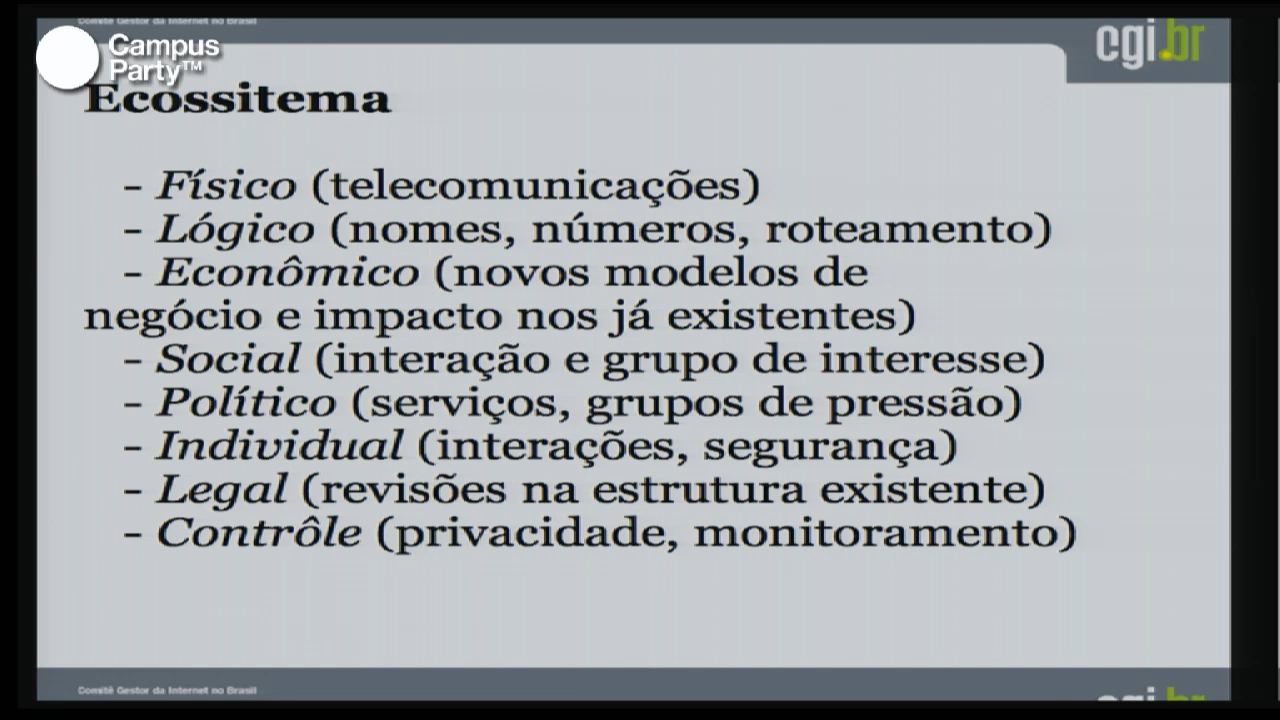 Comitê Gestor da Internet no Brasil
Campus
Party™
cgi.br
Ecossitema
- Físico (telecomunicações)
- Lógico (nomes, números, roteamento)
- Econômico (novos modelos de
negócio e impacto nos já existentes)
- Social (interação e grupo de interesse)
- Político (serviços, grupos de pressão)
- Individual (interações, segurança)
- Legal (revisões na estrutura existente)
- Contrôle (privacidade, monitoramento)
Comitê Gestor da Internet no Brasil
cgi.br